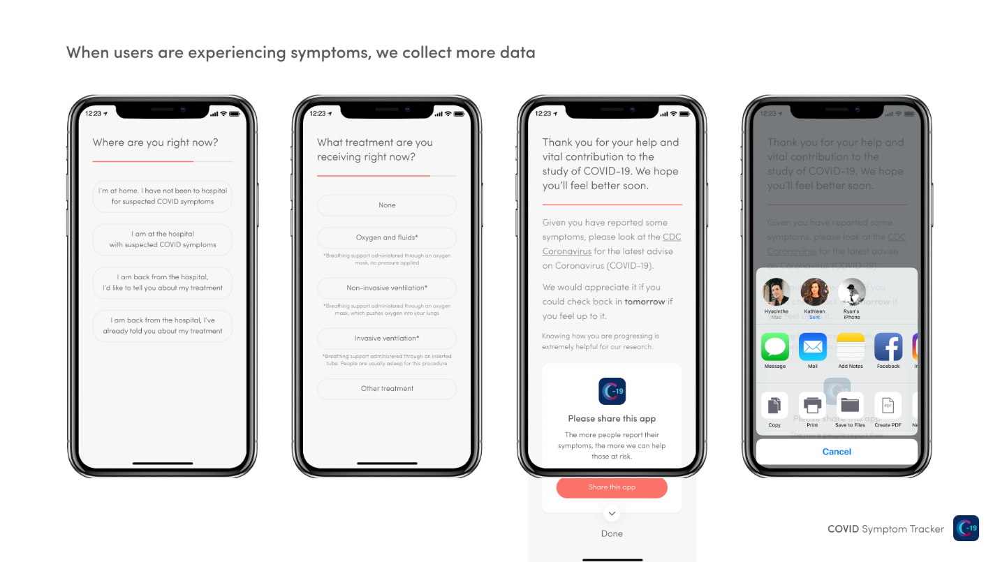 When users are experiencing symptoms, we collect more data
12:23
Where are you right now?
I'm at home. I have not been to hospital
for suspected COVID symptoms
I am at the hospital
with suspected COVID symptoms
I am back from the hospital,
I'd like to tell you about my treatment
I am back from the hospital, I've
already told you about my treatment
12:23
What treatment are you
receiving right now?
None
Oxygen and fluids*
*Breathing support administered through an oxygen
mask, no pressure applied
Non-invasive ventilation*
*Breathing support administered through an oxygen
mask, which pushes oxygen into your lungs
Invasive ventilation*
*Breathing support administered through an inserted
tube. People are usually asleep for this procedure
Other treatment
12:23
Thank you for your help and
vital contribution to the
study of COVID-19. We hope
you'll feel better soon.
Given you have reported some
symptoms, please look at the CDC
Coronavirus for the latest advise
on Coronavirus (COVID-19).
We would appreciate it if you
could check back in tomorrow if
you feel up to it.
Knowing how you are progressing is
extremely helpful for our research.
C-19
Please share this app
The more people report their
symptoms, the more we can help
those at risk.
Share this app
Done
12:23
Thank you for your help and
vital contribution to the
study of COVID-19. We hope
you'll feel better soon.
Given you have reported some
symptoms, please look at the CDC
Coronavirus for the latest advise
on Coronavirus (COVID-19).
Hyacinthe
Mac
Kathleen
Sent
Ryan's
iPhone
Message
Mail
Add Notes
Facebook
PDF
Copy
Print
Save to Files
Create PDF
Please share this app
The more people report their
Cancel
COVID Symptom Tracker
C-19